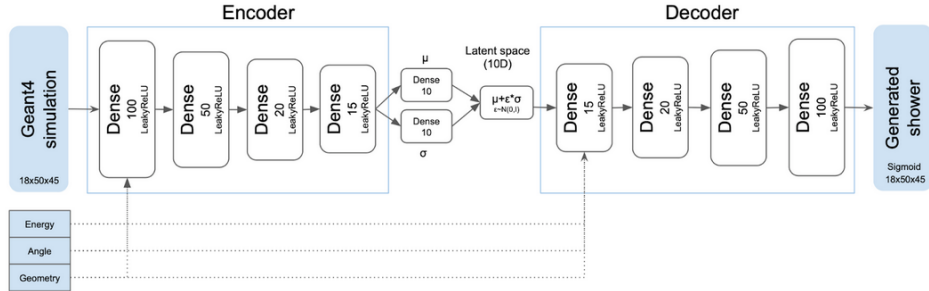 Encoder
Decoder
Geant4
simulation
18x50x45
Dense
100
LeakyReLU
Dense
50
LeakyReLU
Dense
20
LeakyReLU
Dense
15
LeakyReLU
μ
Dense
10
Dense
10
σ
Latent space
(10D)
μ+ε*σ
ε~N(0,I)
Dense
15
LeakyReLU
Dense
20
LeakyReLU
Dense
50
LeakyReLU
Dense
100
LeakyReLU
Generated
shower
Sigmoid
18x50x45
Energy
Angle
Geometry